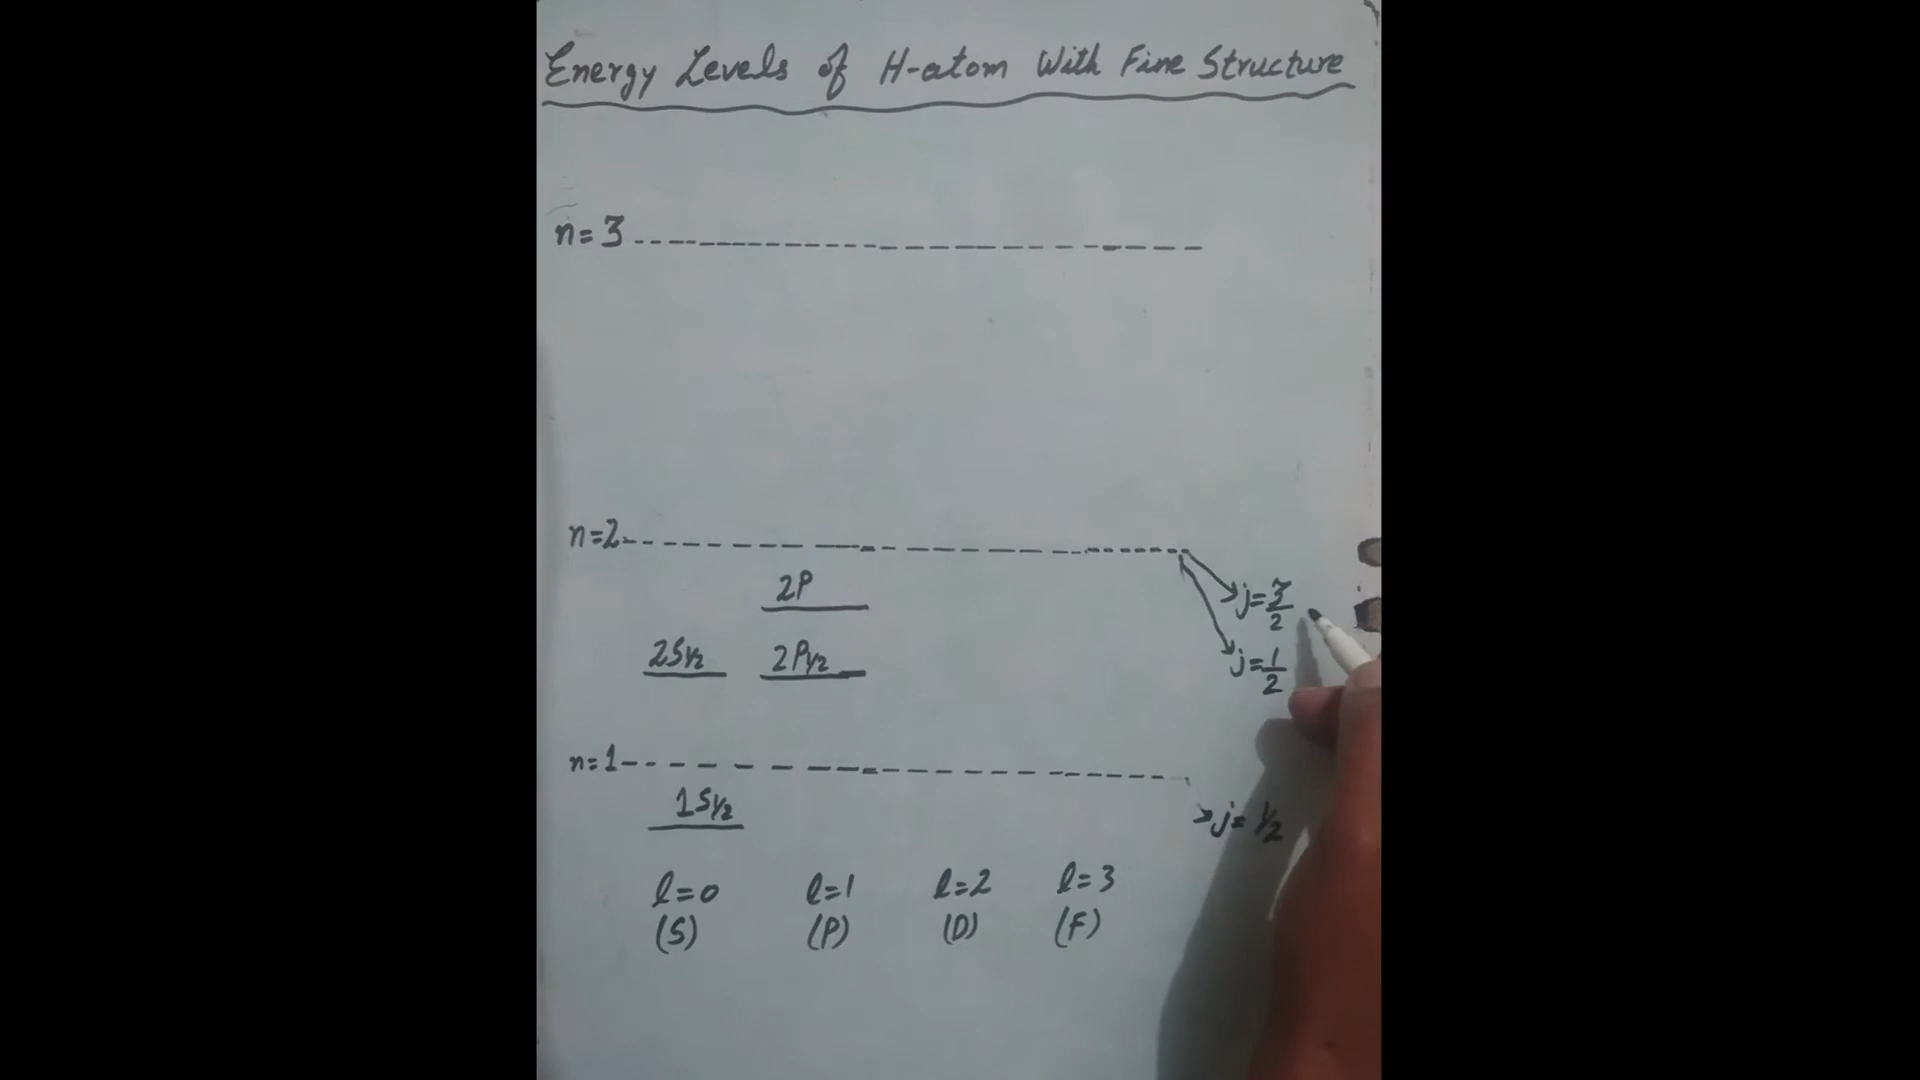 Energy Levels of H-atom With Fine Structure
n=3
n=2
2P
j=3/2
2S1/2 2P1/2
j=1/2
n=1
1S1/2
j=1/2
l=0 l=1 l=2 l=3
(S) (P) (D) (F)